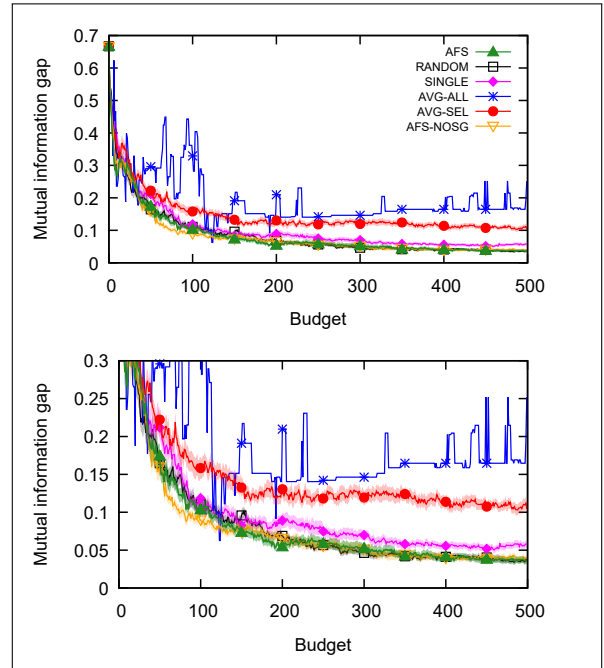 0.7
0.6
0.5
0.4
0.3
0.2
0.1
0
Mutual information gap
AFS
RANDOM
SINGLE
AVG-ALL
AVG-SEL
AFS-NOSG
0 100 200 300 400 500
Budget
0.3
0.25
0.2
0.15
0.1
0.05
0
Mutual information gap
0 100 200 300 400 500
Budget